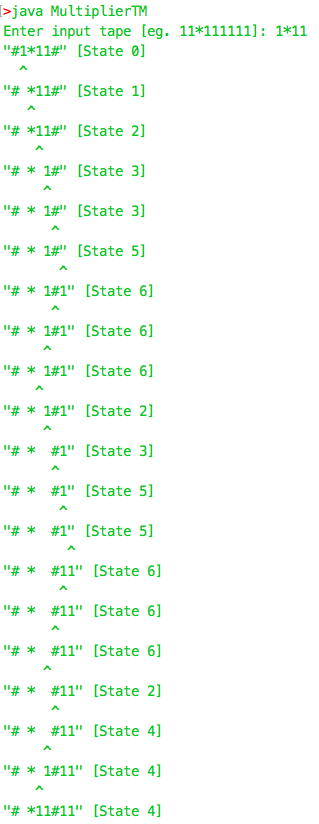 >java MultiplierTM
Enter input tape [eg. 11*111111]: 1*11
"#1*11#" [State 0]
  ^
"# *11#" [State 1]
   ^
"# *11#" [State 2]
    ^
"# * 1#" [State 3]
     ^
"# * 1#" [State 3]
      ^
"# * 1#" [State 5]
       ^
"# * 1#1" [State 6]
      ^
"# * 1#1" [State 6]
     ^
"# * 1#1" [State 6]
    ^
"# * 1#1" [State 2]
     ^
"# *  #1" [State 3]
      ^
"# *  #1" [State 5]
       ^
"# *  #1" [State 5]
        ^
"# *  #11" [State 6]
       ^
"# *  #11" [State 6]
      ^
"# *  #11" [State 6]
     ^
"# *  #11" [State 2]
      ^
"# *  #11" [State 4]
     ^
"# * 1#11" [State 4]
    ^
"# *11#11" [State 4]